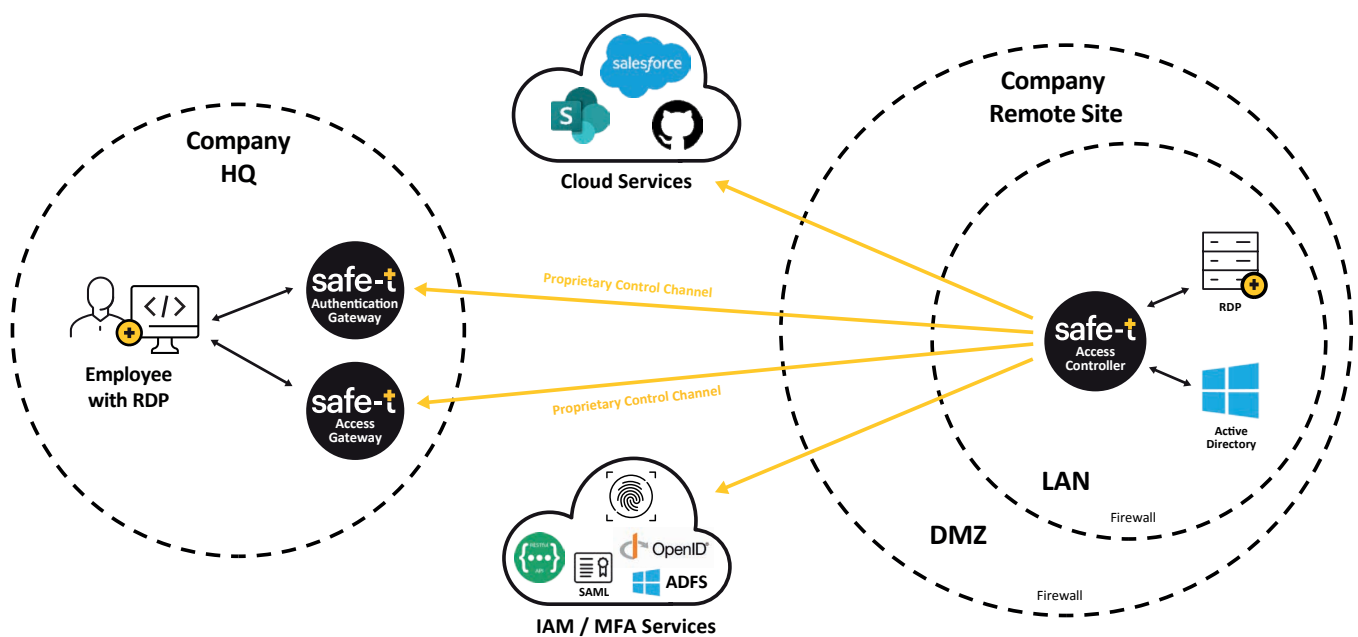 Company
HQ
Employee
with RDP
safe-t
Authentication
Gateway
safe-t
Access
Gateway
salesforce
S
Cloud Services
Proprietary Control Channel
Proprietary Control Channel
RESTful
{•••}
API
SAML
OpenID®
ADFS
IAM / MFA Services
Company
Remote Site
safe-t
Access
Controller
RDP
Active
Directory
LAN
Firewall
DMZ
Firewall